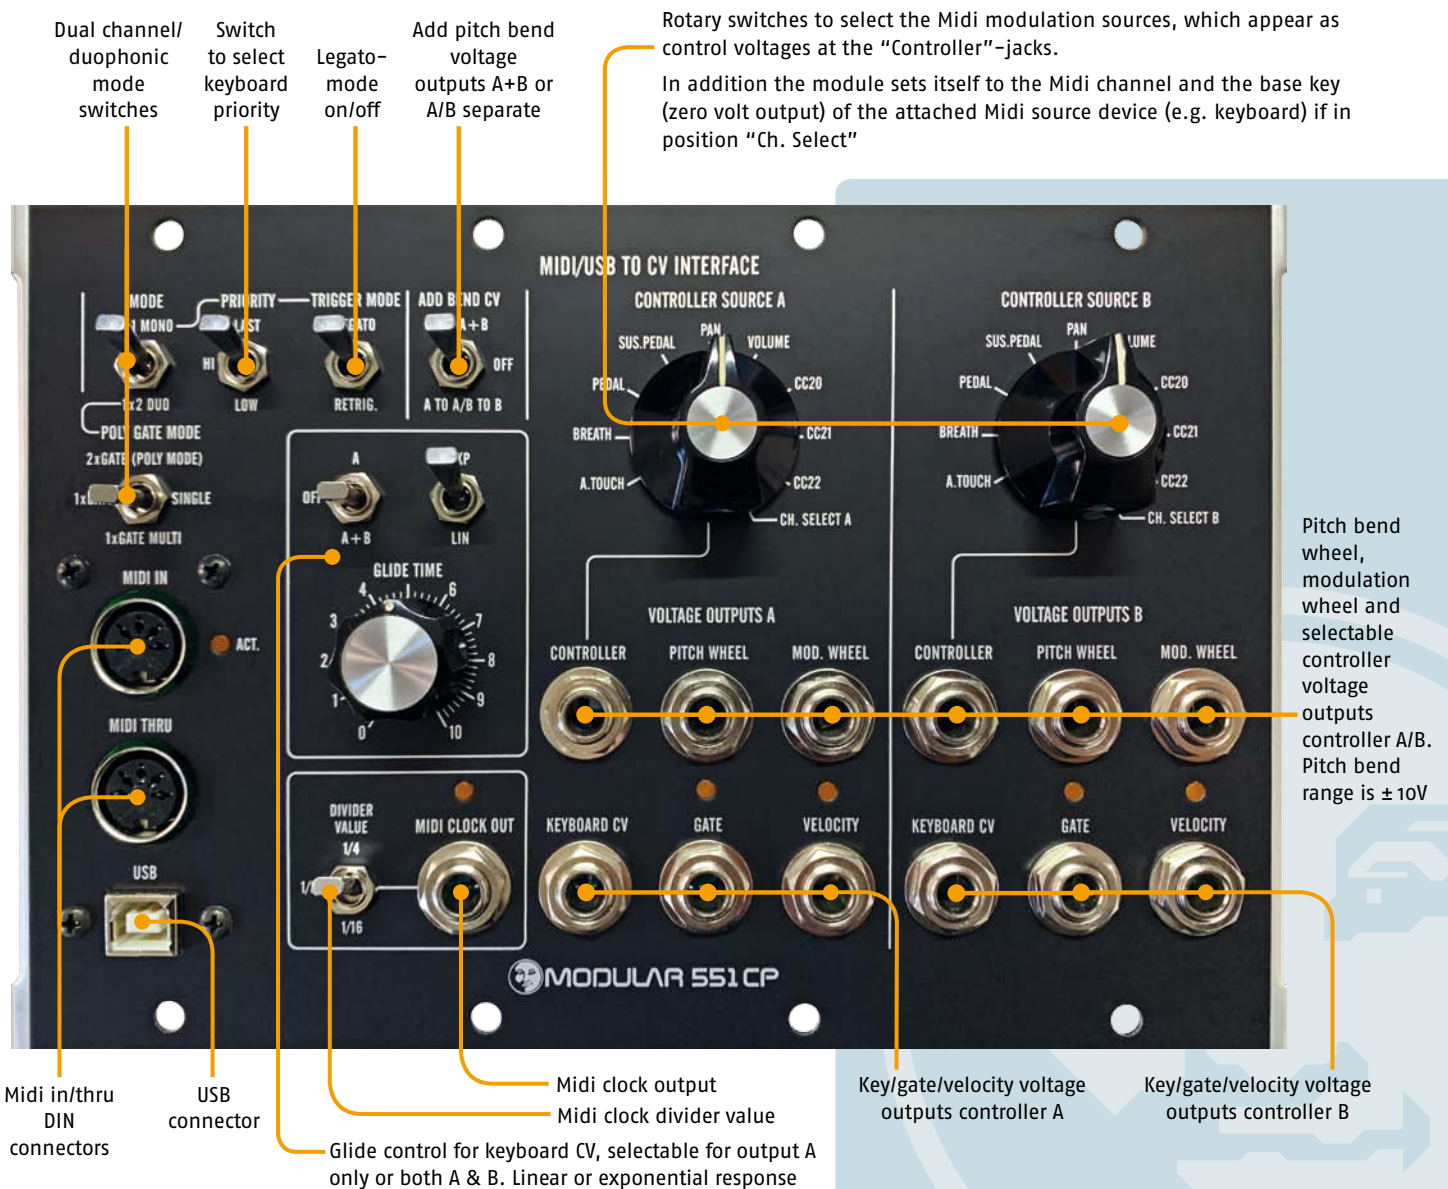 Dual channel/
duophonic
mode
switches
Switch
to select
keyboard
priority
Legato-
mode
on/off
Add pitch bend
voltage
outputs A+B or
A/B separate
Rotary switches to select the Midi modulation sources, which appear as
control voltages at the “Controller”-jacks.
In addition the module sets itself to the Midi channel and the base key
(zero volt output) of the attached Midi source device (e.g. keyboard) if in
position “Ch. Select”
MIDI/USB TO CV INTERFACE
MODE
PRIORITY
TRIGGER MODE
ADD BEND CV
1 MONO
LAST
A+B
HI
OFF
1x2 DUO
LOW
RETRIG.
A TO A/B TO B
POLY GATE MODE
2xGATE (POLY MODE)
SINGLE
1xGATE MULTI
A
OFF
A+B
LIN
GLIDE TIME
0
1
2
3
4
6
7
8
9
10
CONTROLLER SOURCE A
PAN
SUS.PEDAL
VOLUME
PEDAL
CC20
BREATH
CC21
A.TOUCH
CC22
CH. SELECT A
CONTROLLER SOURCE B
PAN
SUS.PEDAL
PEDAL
CC20
BREATH
CC21
A.TOUCH
CC22
CH. SELECT B
MIDI IN
ACT.
MIDI THRU
USB
VOLTAGE OUTPUTS A
CONTROLLER
PITCH WHEEL
MOD. WHEEL
VOLTAGE OUTPUTS B
CONTROLLER
PITCH WHEEL
MOD. WHEEL
DIVIDER
VALUE
1/4
1/16
MIDI CLOCK OUT
KEYBOARD CV
GATE
VELOCITY
KEYBOARD CV
GATE
VELOCITY
MODULAR 551 CP
Pitch bend
wheel,
modulation
wheel and
selectable
controller
voltage
outputs
controller A/B.
Pitch bend
range is ±10V
Midi in/thru
DIN
connectors
USB
connector
Midi clock output
Midi clock divider value
Glide control for keyboard CV, selectable for output A
only or both A & B. Linear or exponential response
Key/gate/velocity voltage
outputs controller A
Key/gate/velocity voltage
outputs controller B